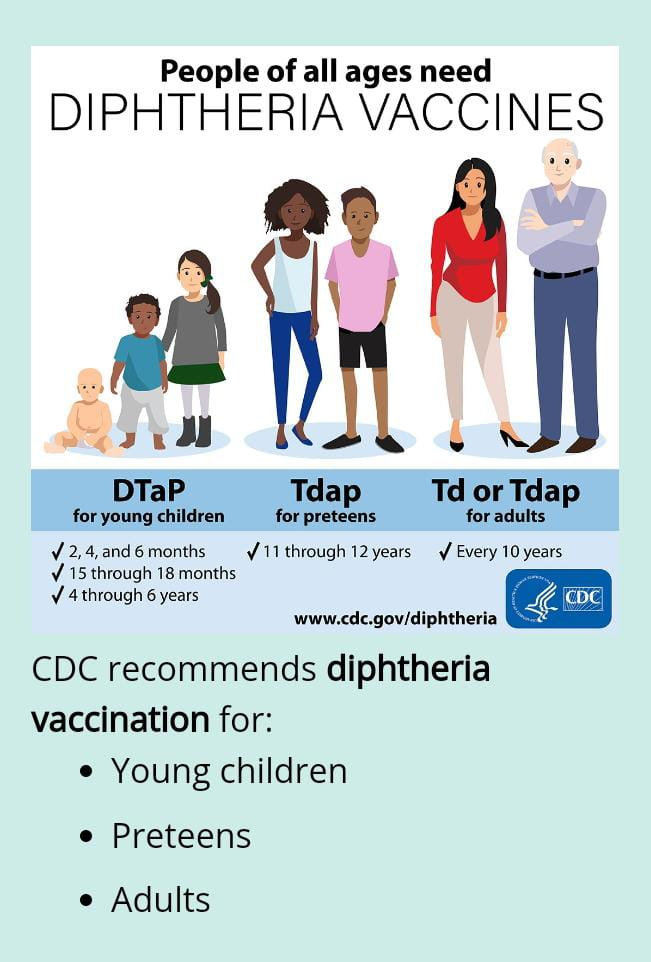 People of all ages need
DIPHTHERIA VACCINES
DTaP
for young children
✓ 2, 4, and 6 months
✓ 15 through 18 months
✓ 4 through 6 years
Tdap
for preteens
✓ 11 through 12 years
Td or Tdap
for adults
✓ Every 10 years
www.cdc.gov/diphtheria
CDC
CDC recommends diphtheria
vaccination for:
• Young children
• Preteens
• Adults